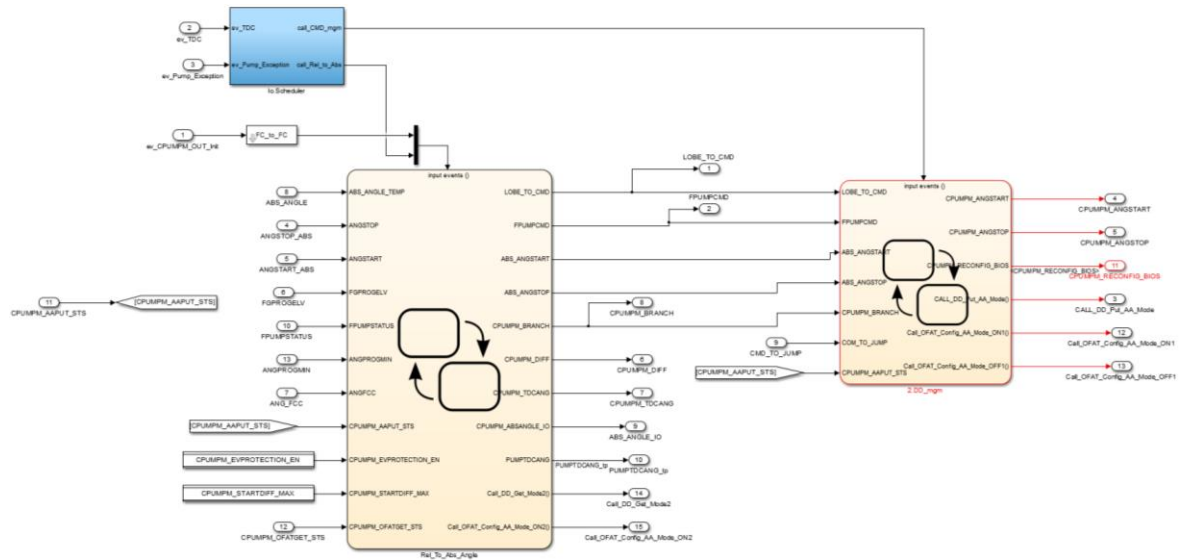 2
ev_TDC
3
ev_Pump_Exception
ev_TDC
ev_Pump_Exception
call_CMD_mgm
call_Rel_to_Abs
Io Scheduler
1
ev_CPUMPM_OUT_Init
FC_to_FC
input events ()
8
ABS_ANGLE
4
ANGSTOP_ABS
5
ANGSTART_ABS
6
FGPROGELV
10
FPUMPSTATUS
13
ANGPROGMIN
7
ANG_FCC
[CPUMPM_AAPUT_STS]
CPUMPM_EVPROTECTION_EN
CPUMPM_STARTDIFF_MAX
12
CPUMPM_OFATGET_STS
11
CPUMPM_AAPUT_STS
[CPUMPM_AAPUT_STS]
ABS_ANGLE_TEMP
ANGSTOP
ANGSTART
FGPROGELV
FPUMPSTATUS
ANGPROGMIN
ANGFCC
CPUMPM_AAPUT_STS
CPUMPM_EVPROTECTION_EN
CPUMPM_STARTDIFF_MAX
CPUMPM_OFATGET_STS
LOBE_TO_CMD
FPUMPCMD
ABS_ANGSTART
ABS_ANGSTOP
CPUMPM_BRANCH
CPUMPM_DIFF
CPUMPM_TDCANG
CPUMPM_ABSANGLE_IO
PUMPTDCANG
Call_DD_Get_Mode2()
Call_OFAT_Config_AA_Mode_ON2()
Rel_To_Abs_Angle
LOBE_TO_CMD
1
FPUMPCMD
2
8
CPUMPM_BRANCH
6
CPUMPM_DIFF
7
CPUMPM_TDCANG
9
ABS_ANGLE_IO
PUMPTDCANG_tp
10
PUMPTDCANG_tp
14
Call_DD_Get_Mode2
15
Call_OFAT_Config_AA_Mode_ON2
9
CMD_TO_JUMP
[CPUMPM_AAPUT_STS]
input events ()
LOBE_TO_CMD
FPUMPCMD
ABS_ANGSTART
ABS_ANGSTOP
CPUMPM_BRANCH
COM_TO_JUMP
CPUMPM_AAPUT_STS
CPUMPM_ANGSTART
CPUMPM_ANGSTOP
CPUMPM_RECONFIG_BIOS
CALL_DD_Put_AA_Mode()
Call_OFAT_Config_AA_Mode_ON1()
Call_OFAT_Config_AA_Mode_OFF1()
2.DD_mgm
4
CPUMPM_ANGSTART
5
CPUMPM_ANGSTOP
11
<CPUMPM_RECONFIG_BIOS>
CPUMPM_RECONFIG_BIOS
3
CALL_DD_Put_AA_Mode
12
Call_OFAT_Config_AA_Mode_ON1
13
Call_OFAT_Config_AA_Mode_OFF1